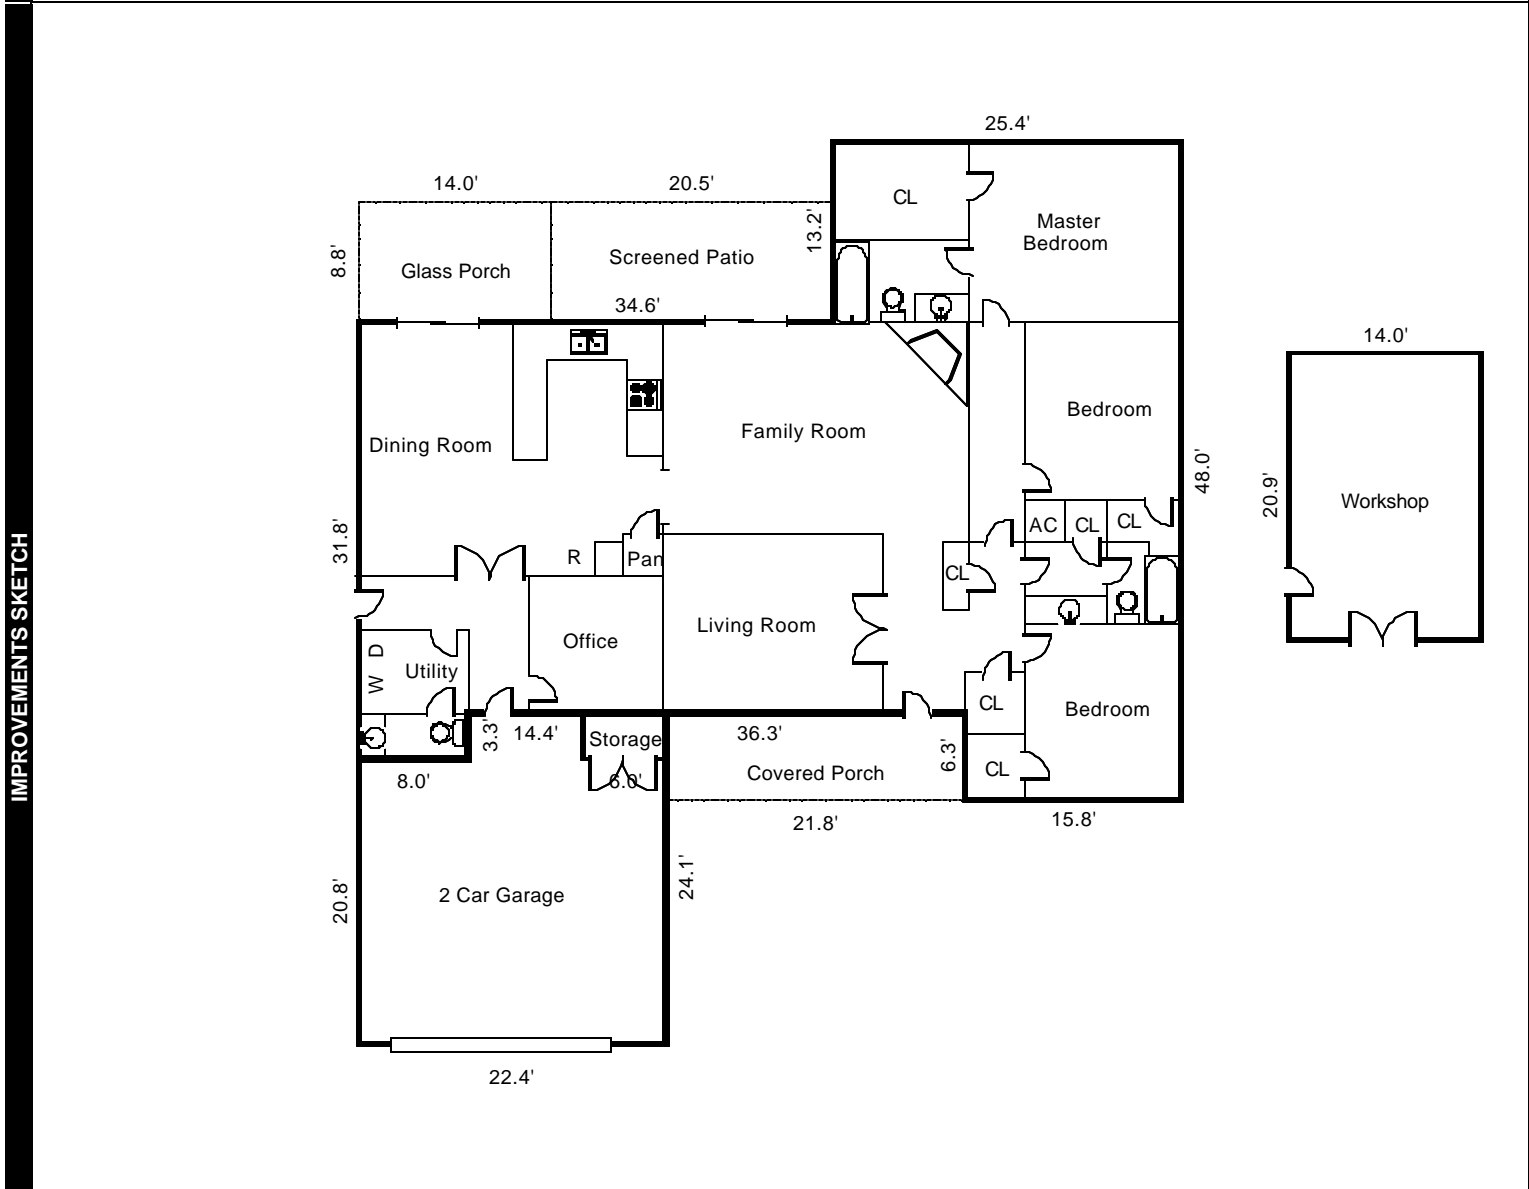 IMPROVEMENTS SKETCH
25.4'
14.0'
20.5'
13.2'
CL
Master
Bedroom
8.8'
Glass Porch
Screened Patio
34.6'
14.0'
Dining Room
Family Room
Bedroom
48.0'
20.9'
Workshop
31.8'
AC
CL
CL
R
Pan
CL
Office
Living Room
W D
Utility
CL
Bedroom
3.3'
14.4'
Storage
36.3'
6.3'
8.0'
6.0'
Covered Porch
CL
21.8'
15.8'
20.8'
2 Car Garage
24.1'
22.4'